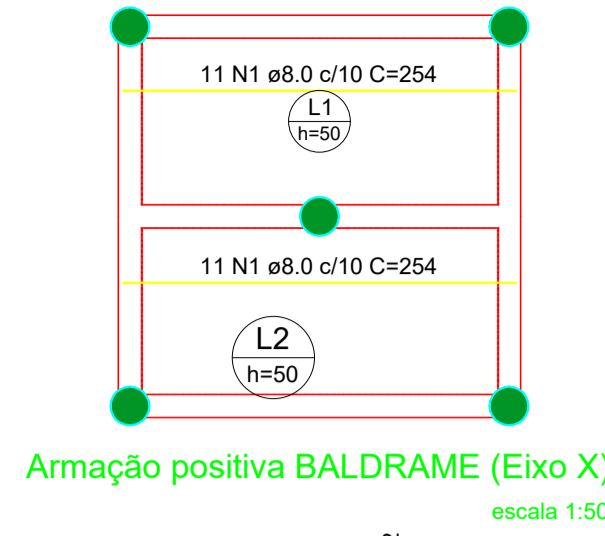 11 N1 ø8.0 c/10 C=254
L1
h=50
11 N1 ø8.0 c/10 C=254
L2
h=50
Armação positiva BALDRAME (Eixo X)
escala 1:50